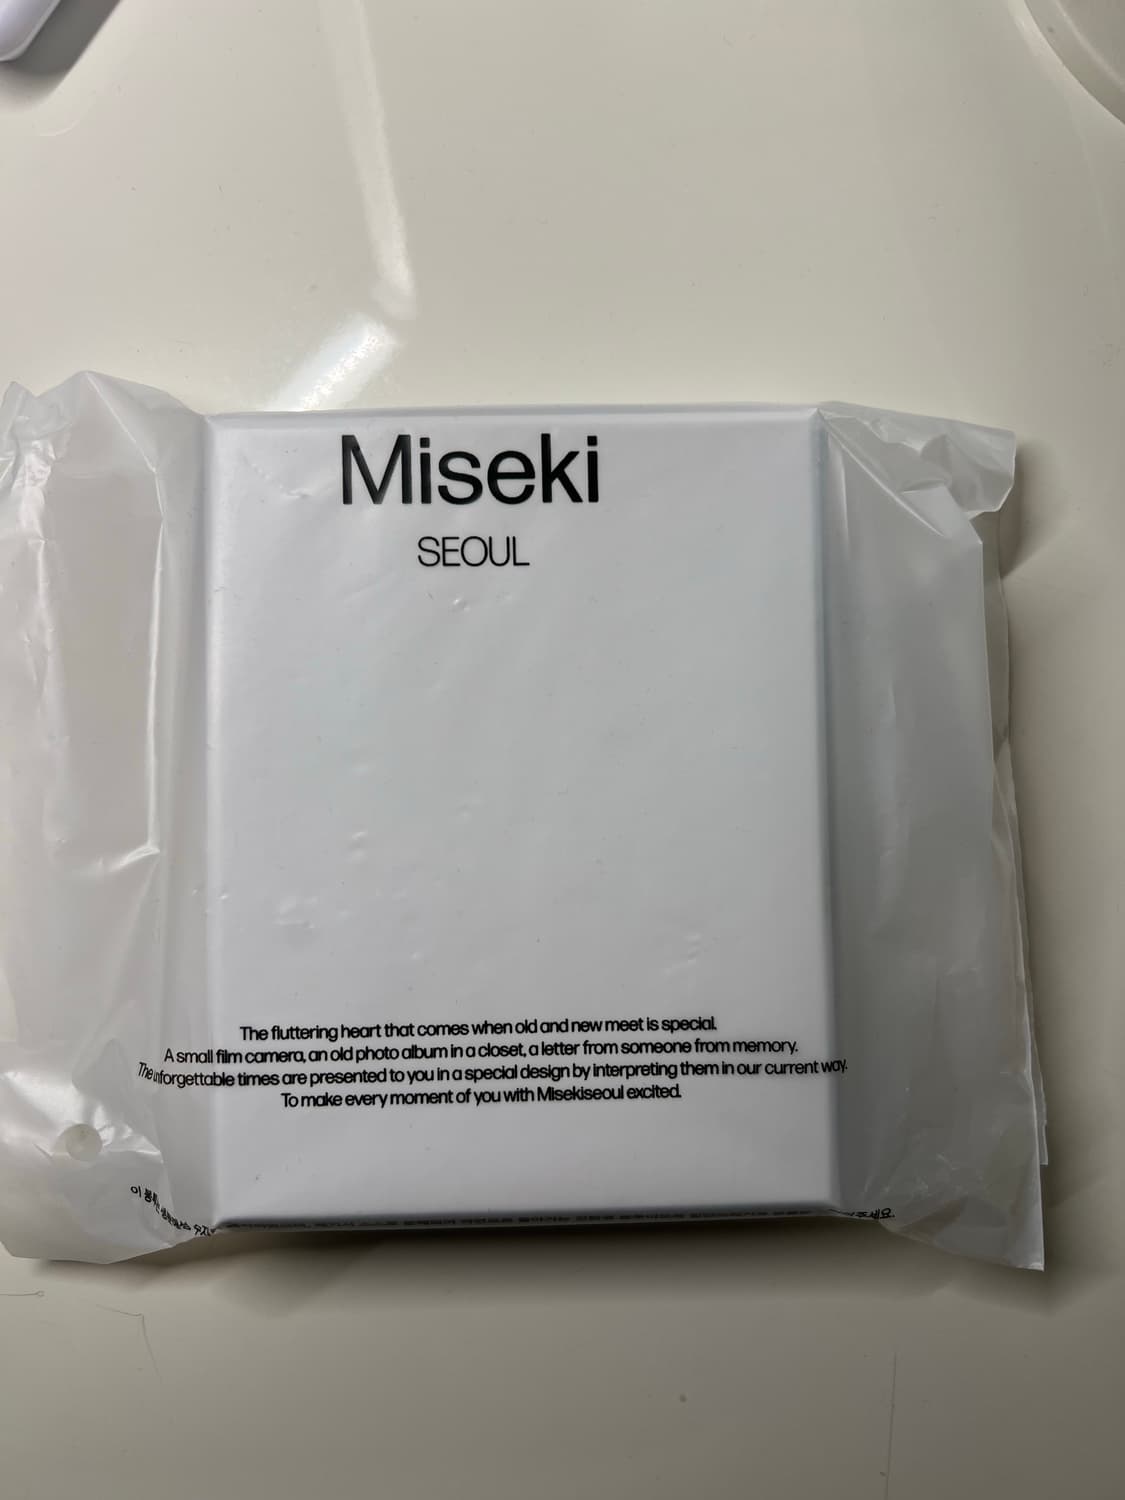 Miseki
SEOUL
The fluttering heart that comes when old and new meet is special.
A small film camera, an old photo album in a closet, a letter from someone from memory.
The unforgettable times are presented to you in a special design by interpreting them in our current way.
To make every moment of you with Misekiseoul excited.
이